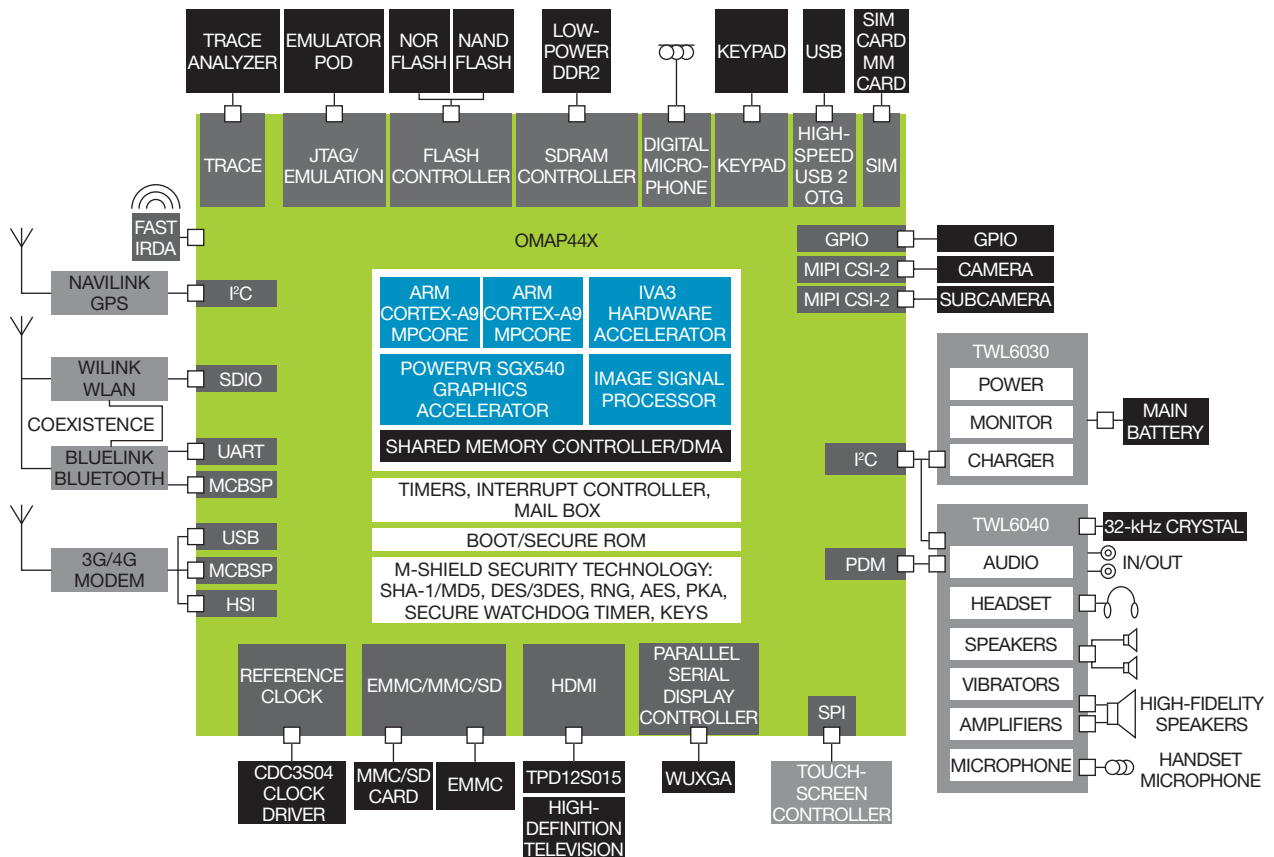 TRACE
ANALYZER
EMULATOR
POD
NOR
FLASH
NAND
FLASH
LOW-
POWER
DDR2
KEYPAD
USB
SIM
CARD
MM
CARD
TRACE
JTAG/
EMULATION
FLASH
CONTROLLER
SDRAM
CONTROLLER
DIGITAL
MICRO-
PHONE
KEYPAD
HIGH-
SPEED
USB 2
OTG
SIM
FAST
IRDA
OMAP44X
GPIO
GPIO
MIPI CSI-2
CAMERA
MIPI CSI-2
SUBCAMERA
NAVILINK
GPS
I²C
ARM
CORTEX-A9
MPCORE
ARM
CORTEX-A9
MPCORE
IVA3
HARDWARE
ACCELERATOR
POWERVR SGX540
GRAPHICS
ACCELERATOR
IMAGE SIGNAL
PROCESSOR
SHARED MEMORY CONTROLLER/DMA
WILINK
WLAN
SDIO
COEXISTENCE
BLUELINK
BLUETOOTH
UART
MCBSP
TWL6030
POWER
MONITOR
CHARGER
MAIN
BATTERY
I²C
TIMERS, INTERRUPT CONTROLLER,
MAIL BOX
BOOT/SECURE ROM
M-SHIELD SECURITY TECHNOLOGY:
SHA-1/MD5, DES/3DES, RNG, AES, PKA,
SECURE WATCHDOG TIMER, KEYS
3G/4G
MODEM
USB
MCBSP
HSI
PDM
TWL6040
32-kHz CRYSTAL
AUDIO
IN/OUT
HEADSET
SPEAKERS
VIBRATORS
AMPLIFIERS
HIGH-FIDELITY
SPEAKERS
MICROPHONE
HANDSET
MICROPHONE
REFERENCE
CLOCK
EMMC/MMC/SD
HDMI
PARALLEL
SERIAL
DISPLAY
CONTROLLER
SPI
CDC3S04
CLOCK
DRIVER
MMC/SD
CARD
EMMC
TPD12S015
HIGH-
DEFINITION
TELEVISION
WUXGA
TOUCH-
SCREEN
CONTROLLER